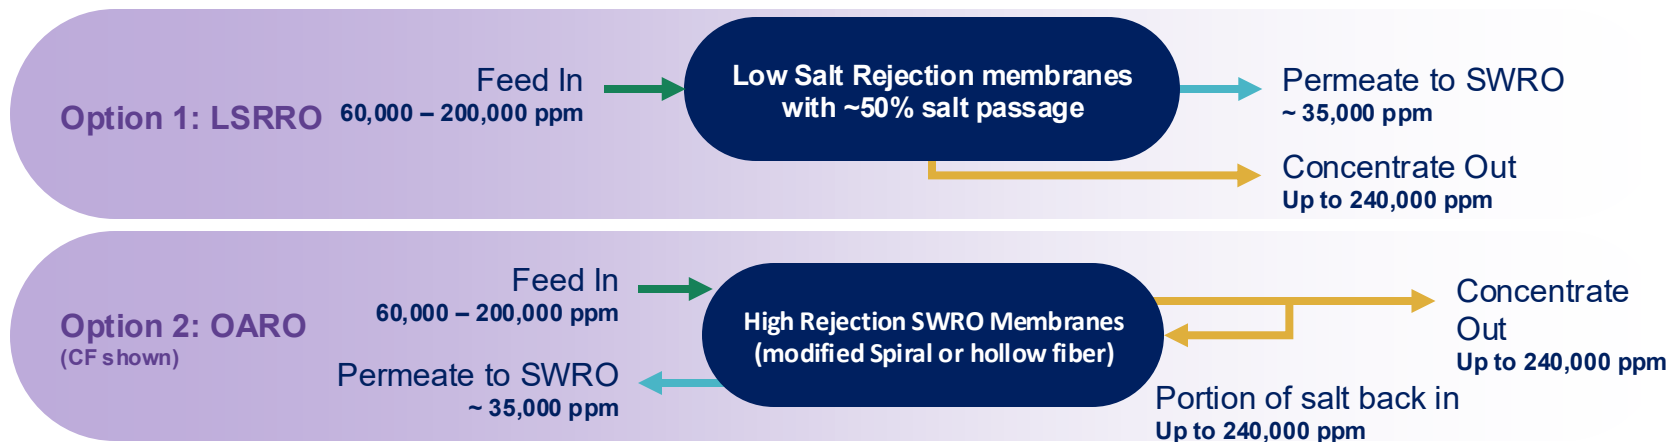 Option 1: LSRRO
Feed In
60,000 – 200,000 ppm
Low Salt Rejection membranes
with ~50% salt passage
Permeate to SWRO
~ 35,000 ppm
Concentrate Out
Up to 240,000 ppm
Option 2: OARO
(CF shown)
Feed In
60,000 – 200,000 ppm
Permeate to SWRO
~ 35,000 ppm
High Rejection SWRO Membranes
(modified Spiral or hollow fiber)
Concentrate
Out
Up to 240,000 ppm
Portion of salt back in
Up to 240,000 ppm